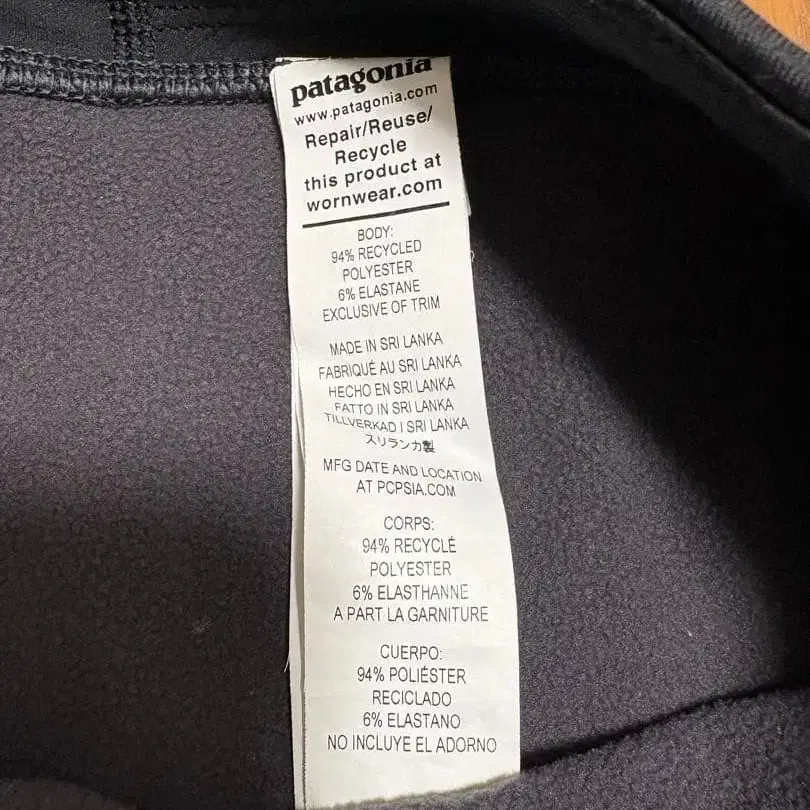 patagonia
www.patagonia.com
Repair/Reuse/
Recycle
this product at
wornwear.com
BODY:
94% RECYCLED
POLYESTER
6% ELASTANE
EXCLUSIVE OF TRIM
MADE IN SRI LANKA
FABRIQUÉ AU SRI LANKA
HECHO EN SRI LANKA
FATTO IN SRI LANKA
TILLVERKAD I SRI LANKA
スリランカ製
MFG DATE AND LOCATION
AT PCPSIA.COM
CORPS:
94% RECYCLÉ
POLYESTER
6% ELASTHANNE
A PART LA GARNITURE
CUERPO:
94% POLIÉSTER
RECICLADO
6% ELASTANO
NO INCLUYE EL ADORNO